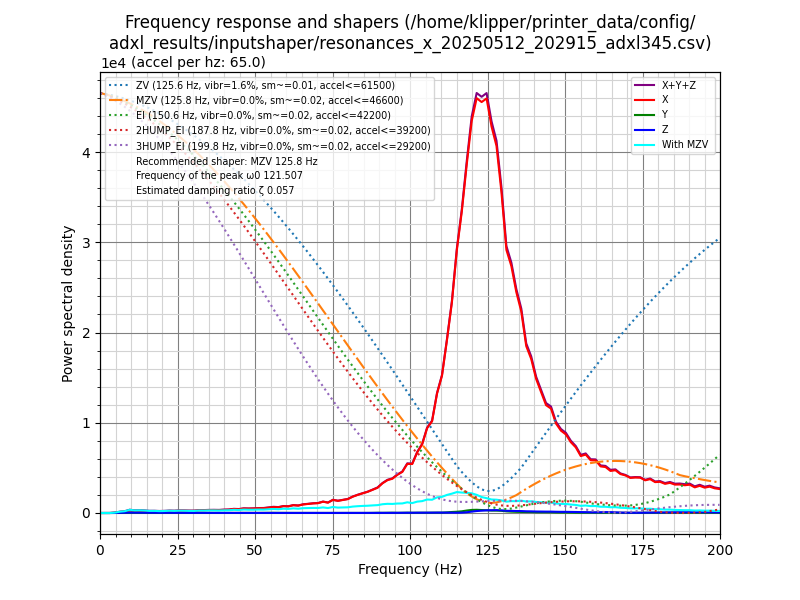 Frequency response and shapers (/home/klipper/printer_data/config/
adxl_results/inputshaper/resonances_x_20250512_202915_adxl345.csv)
1e4 (accel per hz: 65.0)
ZV (125.6 Hz, vibr=1.6%, sm~=0.01, accel<=61500)
MZV (125.8 Hz, vibr=0.0%, sm~=0.02, accel<=46600)
EI (150.6 Hz, vibr=0.0%, sm~=0.02, accel<=42200)
2HUMP_EI (187.8 Hz, vibr=0.0%, sm~=0.02, accel<=39200)
3HUMP_EI (199.8 Hz, vibr=0.0%, sm~=0.02, accel<=29200)
Recommended shaper: MZV 125.8 Hz
Frequency of the peak ω0 121.507
Estimated damping ratio ζ 0.057
X+Y+Z
X
Y
Z
With MZV
Power spectral density
4
3
2
1
0
0 25 50 75 100 125 150 175 200
Frequency (Hz)